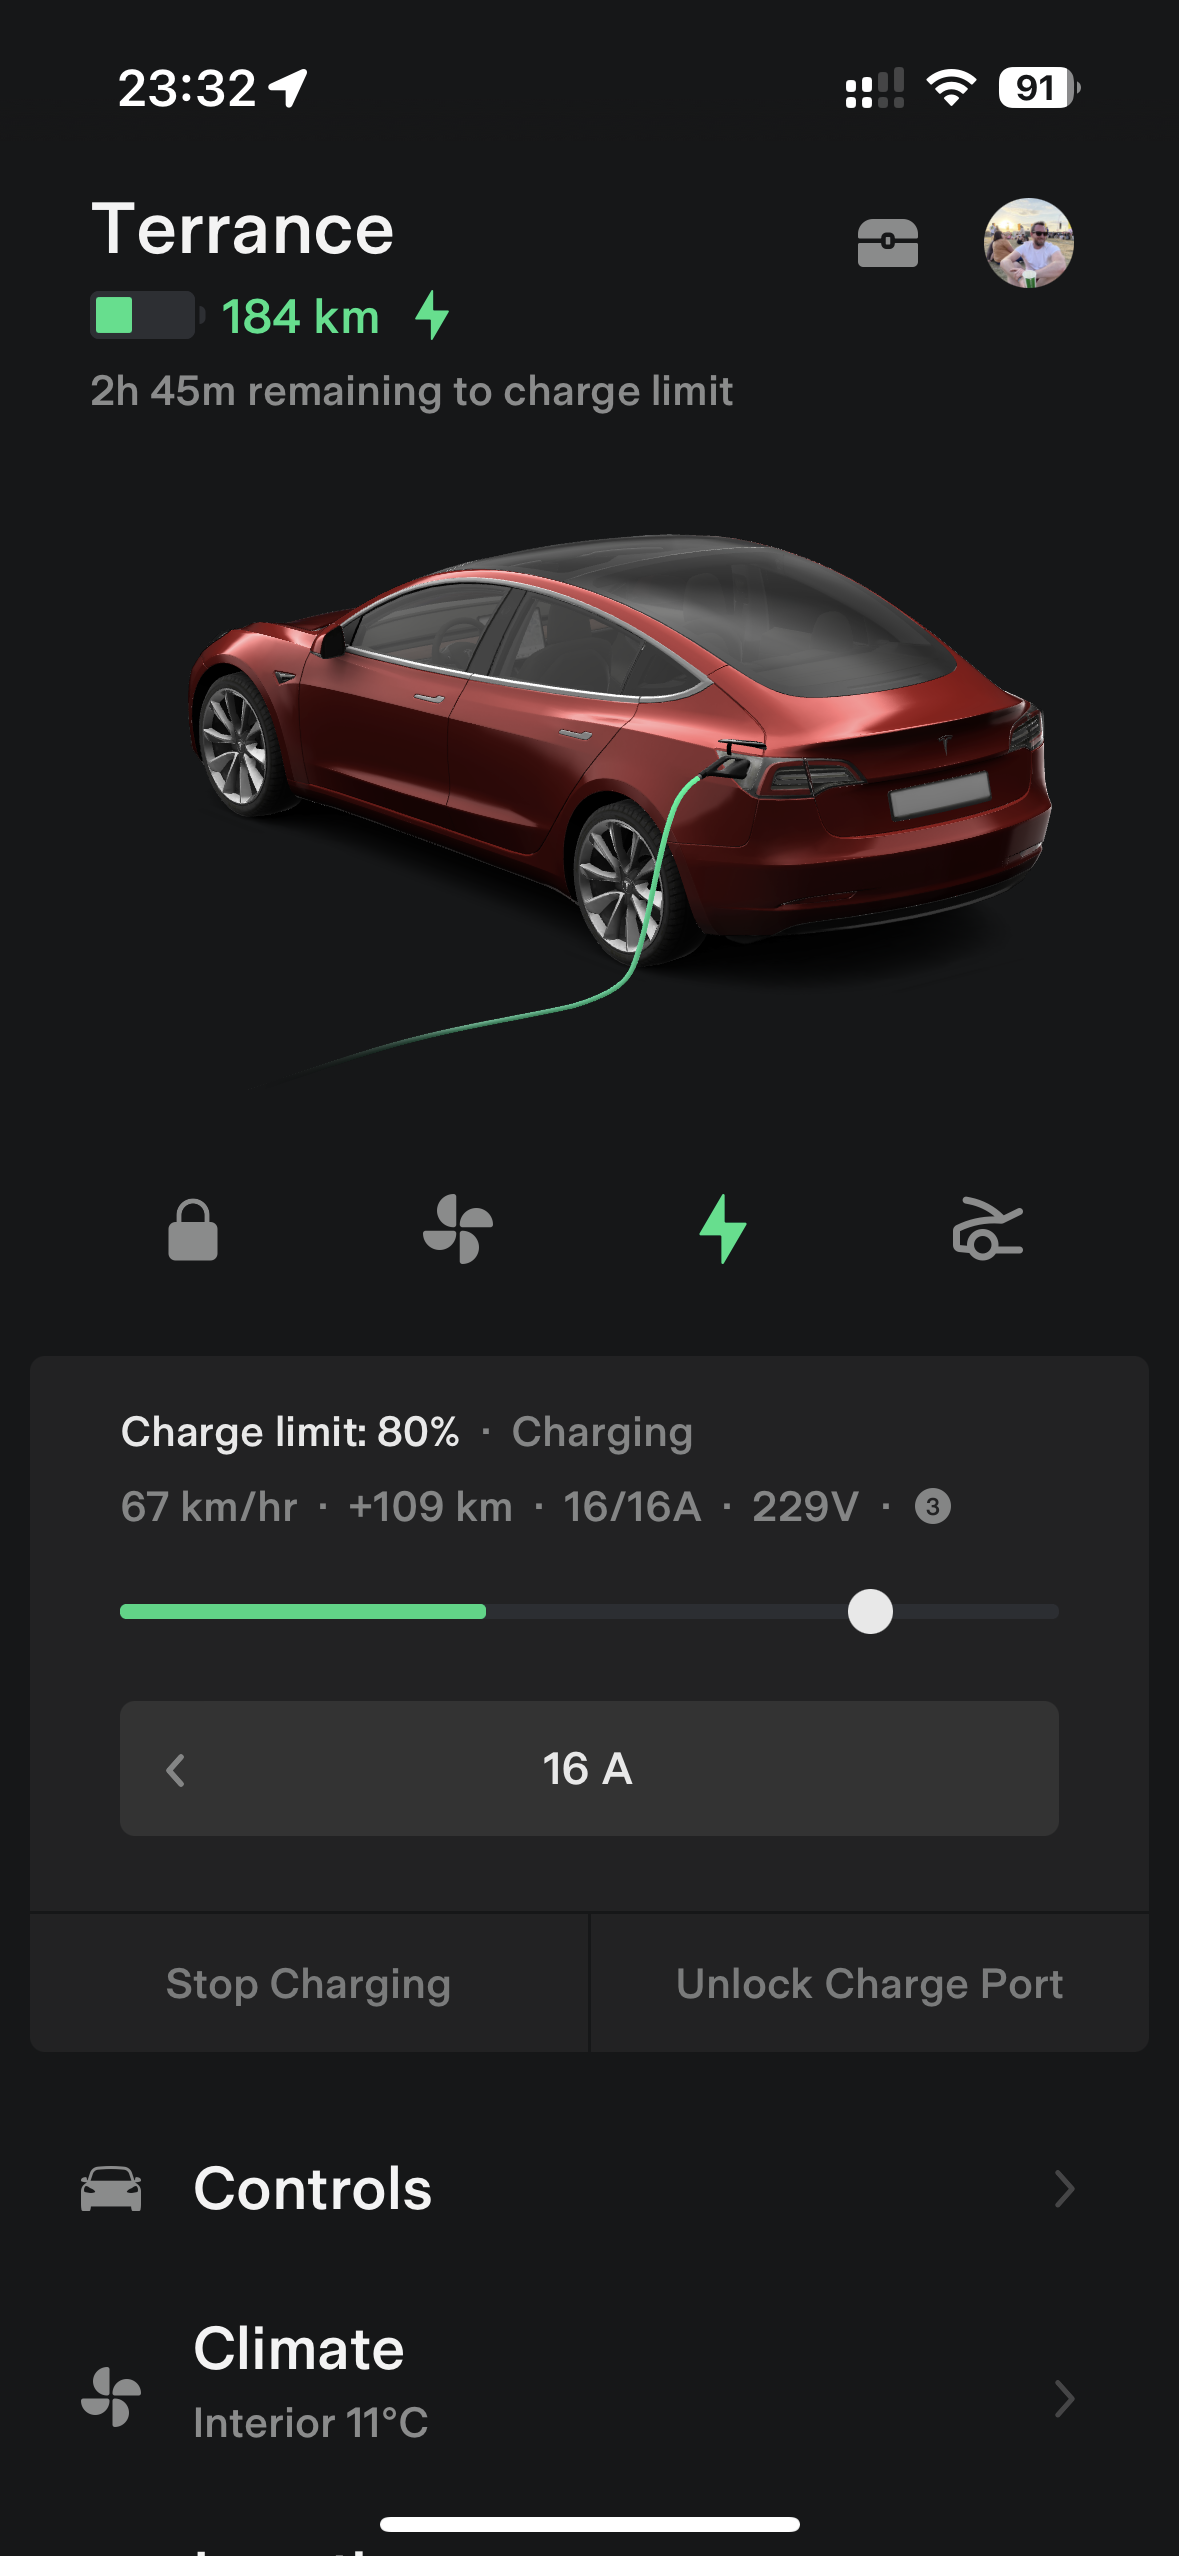 23:32 91
Terrance
184 km
2h 45m remaining to charge limit
Charge limit: 80% · Charging
67 km/hr · +109 km · 16/16A · 229V · 3
16 A
Stop Charging
Unlock Charge Port
Controls
Climate
Interior 11°C